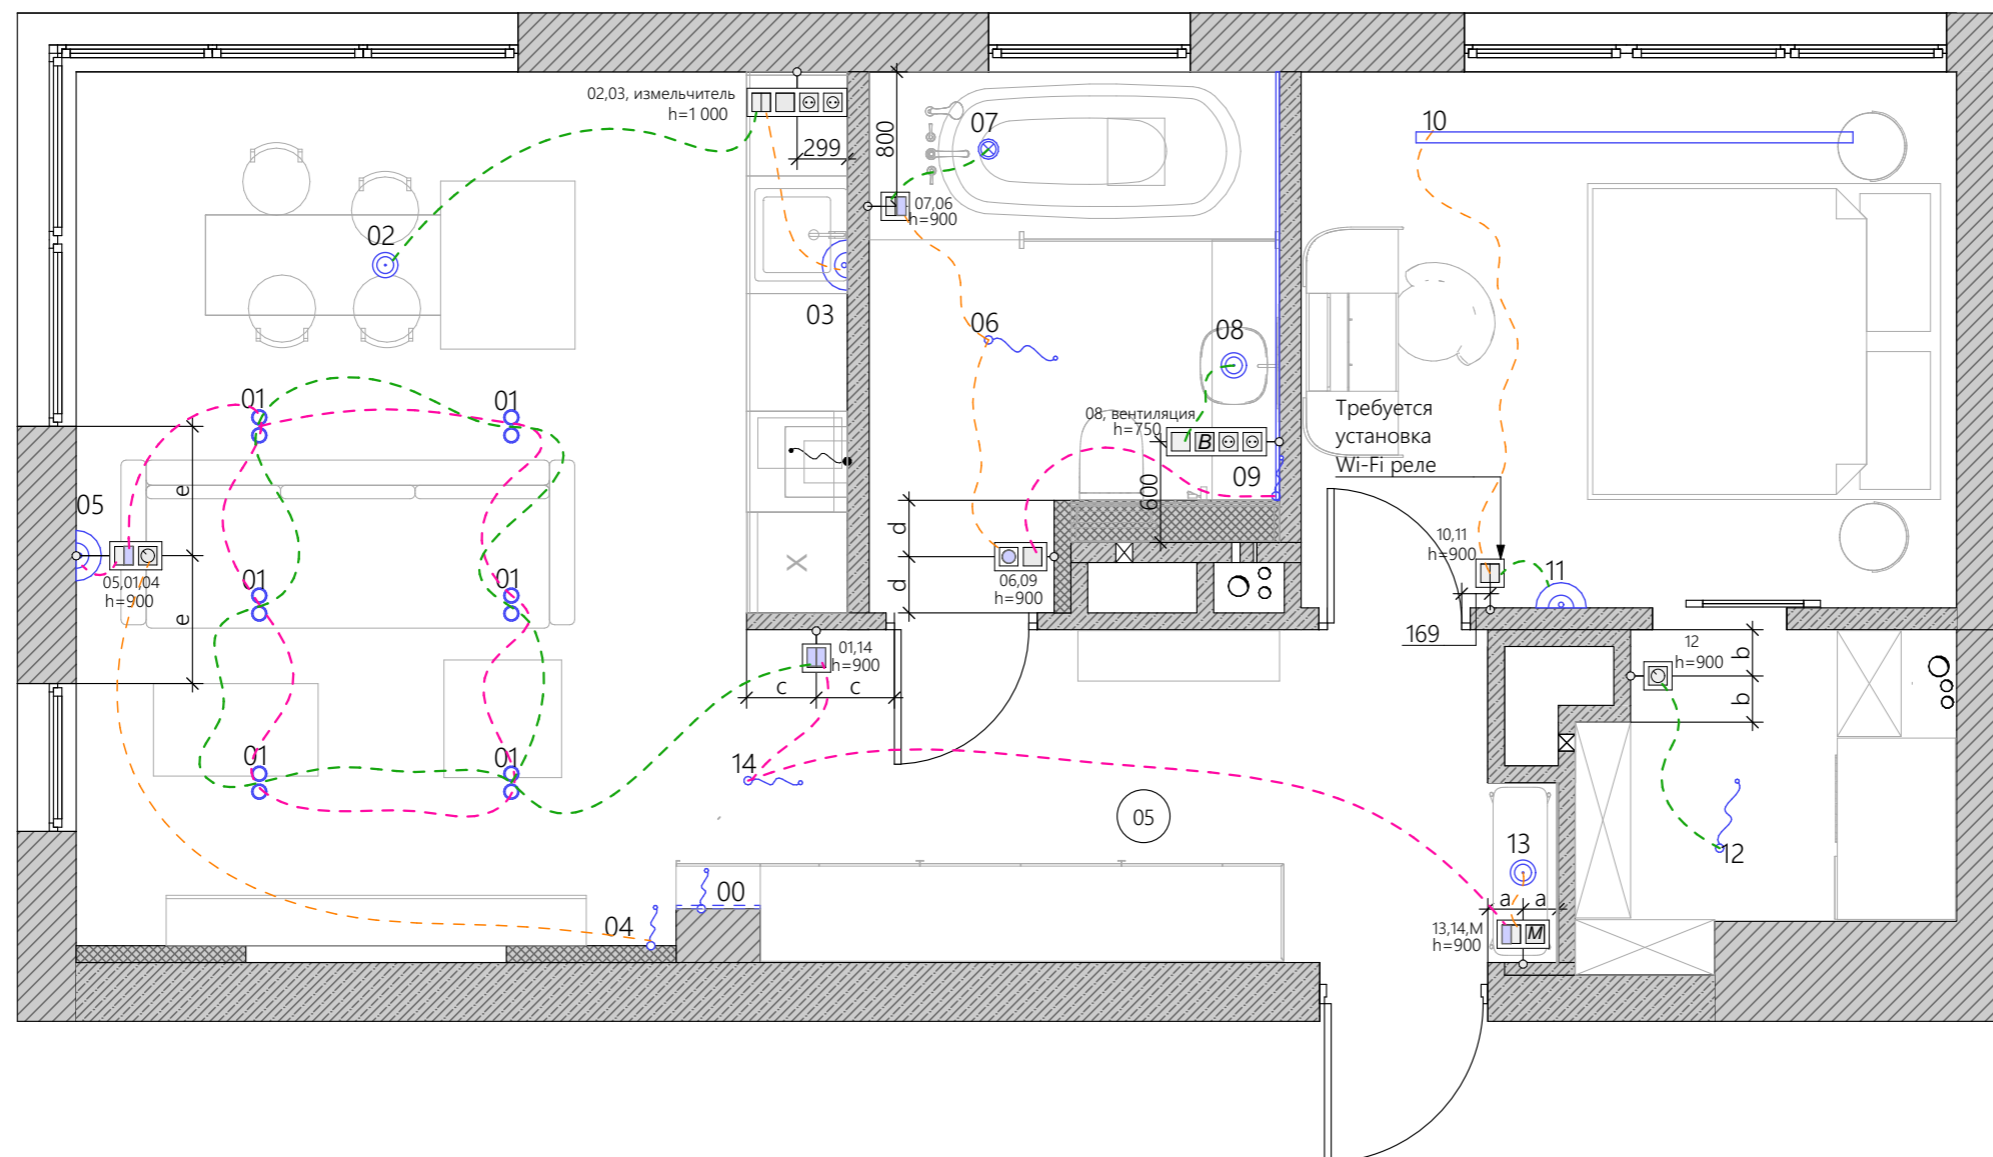 02,03, измельчитель
h=1 000
299
800
07
07,06
h=900
10
02
03
06
08
08, вентиляция
h=750
B
09
600
Требуется
установка
Wi-Fi реле
01
01
e
05
05,01,04
h=900
e
01
01
d
d
06,09
h=900
10,11
h=900
11
169
X
01,14
h=900
c
c
12
h=900
b
b
01
01
14
05
13
12
00
04
a
a
13,14,M
h=900
M